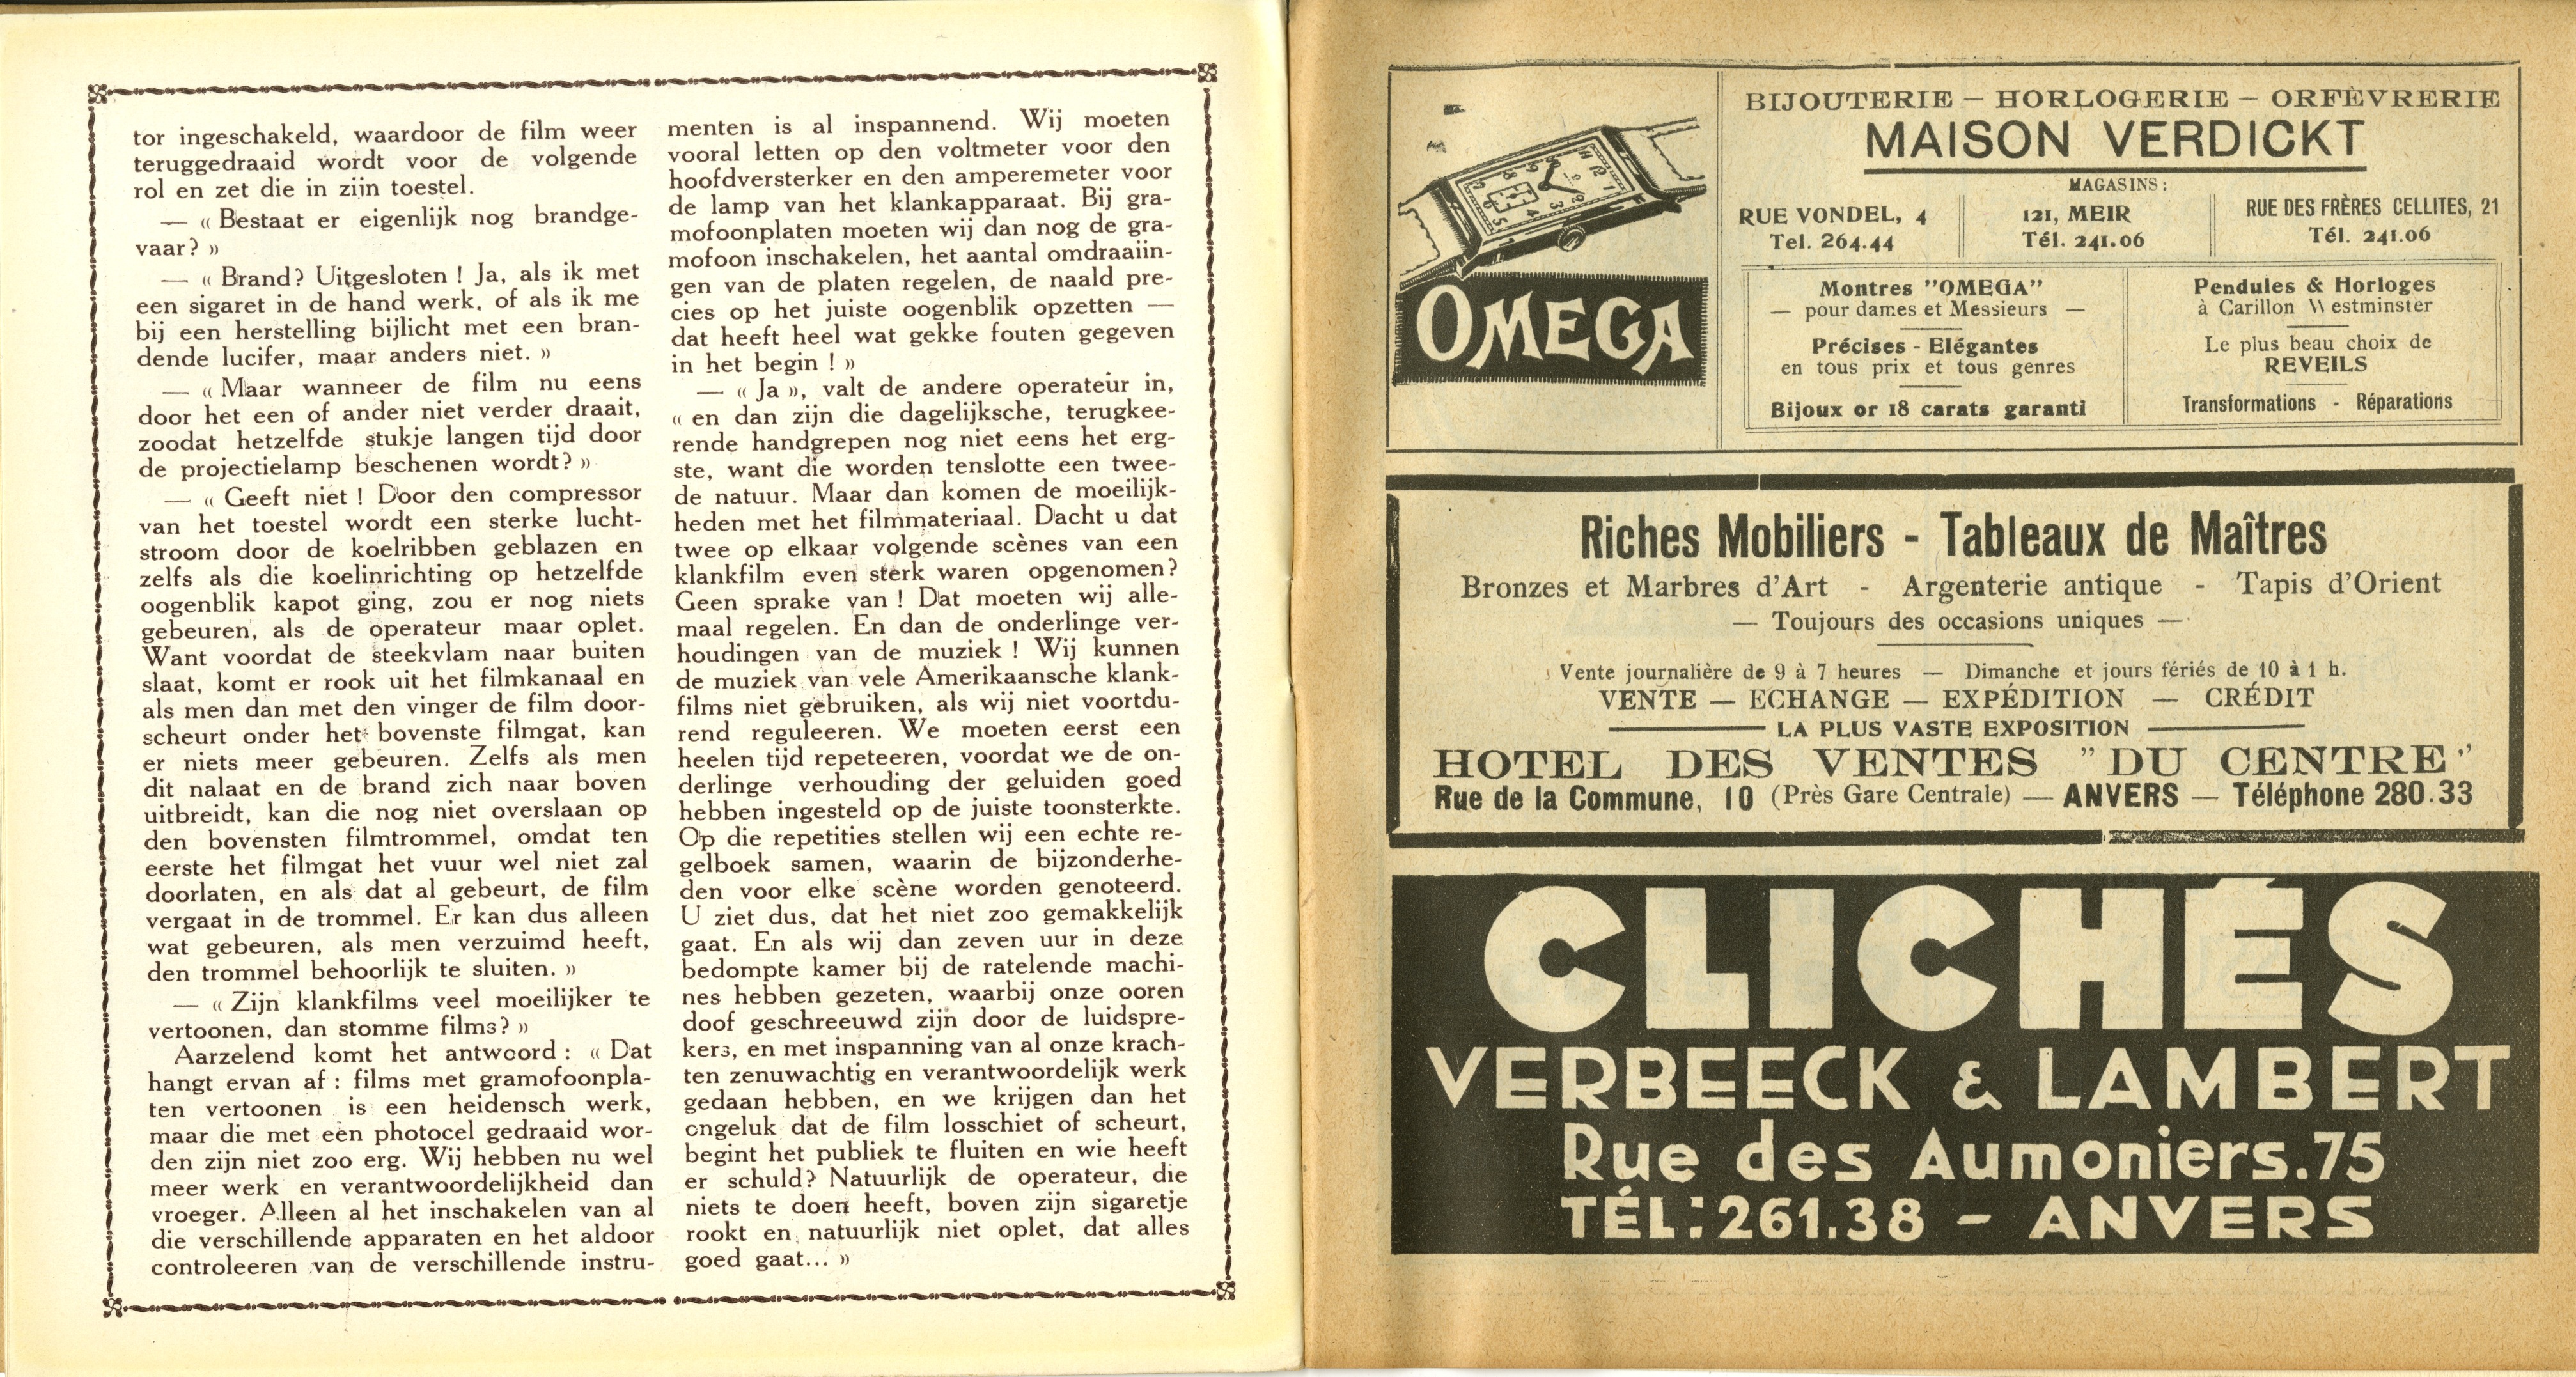 tor ingeschakeld, waardoor de film weer
teruggedraaid wordt voor de volgende
rol en zet die in zijn toestel.
— « Bestaat er eigenlijk nog brandge-
vaar? »
— « Brand? Uitgesloten ! Ja, als ik met
een sigaret in de hand werk, of als ik me
bij een herstelling bijlicht met een bran-
dende lucifer, maar anders niet. »
— « Maar wanneer de film nu eens
door het een of ander niet verder draait,
zoodat hetzelfde stukje langen tijd door
de projectielamp beschenen wordt? »
— « Geeft niet ! Door den compressor
van het toestel wordt een sterke lucht-
stroom door de koelribben geblazen en
zelfs als die koelinrichting op hetzelfde
oogenblik kapot ging, zou er nog niets
gebeuren, als de operateur maar oplet.
Want voordat de steekvlam naar buiten
slaat, komt er rook uit het filmkanaal en
als men dan met den vinger de film door-
scheurt onder het bovenste filmgat, kan
er niets meer gebeuren. Zelfs als men
dit nalaat en de brand zich naar boven
uitbreidt, kan die nog niet overslaan op
den bovensten filmtrommel, omdat ten
eerste het filmgat het vuur wel niet zal
doorlaten, en als dat al gebeurt, de film
vergaat in de trommel. Er kan dus alleen
wat gebeuren, als men verzuimd heeft,
den trommel behoorlijk te sluiten. »
— « Zijn klankfilms veel moeilijker te
vertoonen, dan stomme films? »
Aarzelend komt het antwoord : « Dat
hangt ervan af : films met gramofoonpla-
ten vertoonen is een heidensch werk,
maar die met een photocel gedraaid wor-
den zijn niet zoo erg. Wij hebben nu wel
meer werk en verantwoordelijkheid dan
vroeger. Alleen al het inschakelen van al
die verschillende apparaten en het aldoor
controleeren van de verschillende instru-
menten is al inspannend. Wij moeten
vooral letten op den voltmeter voor den
hoofdversterker en den amperemeter voor
de lamp van het klankapparaat. Bij gra-
mofoonplaten moeten wij dan nog de gra-
mofoon inschakelen, het aantal omdraaiin-
gen van de platen regelen, de naald pre-
cies op het juiste oogenblik opzetten —
dat heeft heel wat gekke fouten gegeven
in het begin ! »
— « Ja », valt de andere operateur in,
« en dan zijn die dagelijksche, terugkee-
rende handgrepen nog niet eens het erg-
ste, want die worden tenslotte een twee-
de natuur. Maar dan komen de moeilijk-
heden met het filmmateriaal. Dacht u dat
twee op elkaar volgende scènes van een
klankfilm even sterk waren opgenomen?
Geen sprake van ! Dat moeten wij alle-
maal regelen. En dan de onderlinge ver-
houdingen van de muziek ! Wij kunnen
de muziek van vele Amerikaansche klank-
films niet gebruiken, als wij niet voortdu-
rend reguleeren. We moeten eerst een
heelen tijd repeteeren, voordat we de on-
derlinge verhouding der geluiden goed
hebben ingesteld op de juiste toonsterkte.
Op die repetities stellen wij een echte re-
gelboek samen, waarin de bijzonderhe-
den voor elke scène worden genoteerd.
U ziet dus, dat het niet zoo gemakkelijk
gaat. En als wij dan zeven uur in deze
bedompte kamer bij de ratelende machi-
nes hebben gezeten, waarbij onze ooren
doof geschreeuwd zijn door de luidspre-
kers, en met inspanning van al onze krach-
ten zenuwachtig en verantwoordelijk werk
gedaan hebben, en we krijgen dan het
ongeluk dat de film losschiet of scheurt,
begint het publiek te fluiten en wie heeft
er schuld? Natuurlijk de operateur, die
niets te doen heeft, boven zijn sigaretje
rookt en natuurlijk niet oplet, dat alles
goed gaat... »
OMEGA
BIJOUTERIE — HORLOGERIE — ORFÈVRERIE
MAISON VERDICKT
MAGASINS :
RUE VONDEL, 4
Tel. 264.44
121, MEIR
Tél. 241.06
RUE DES FRÈRES CELLITES, 21
Tél. 241.06
Montres "OMEGA"
— pour dames et Messieurs —
Précises - Elégantes
en tous prix et tous genres
Bijoux or 18 carats garanti
Pendules & Horloges
à Carillon Westminster
Le plus beau choix de
REVEILS
Transformations - Réparations
Riches Mobiliers - Tableaux de Maîtres
Bronzes et Marbres d'Art - Argenterie antique - Tapis d'Orient
— Toujours des occasions uniques —
Vente journalière de 9 à 7 heures — Dimanche et jours fériés de 10 à 1 h.
VENTE — ECHANGE — EXPÉDITION — CRÉDIT
LA PLUS VASTE EXPOSITION
HOTEL DES VENTES "DU CENTRE"
Rue de la Commune, 10 (Près Gare Centrale) — ANVERS — Téléphone 280.33
CLICHÉS
VERBEECK & LAMBERT
Rue des Aumoniers.75
TÉL: 261.38 - ANVERS